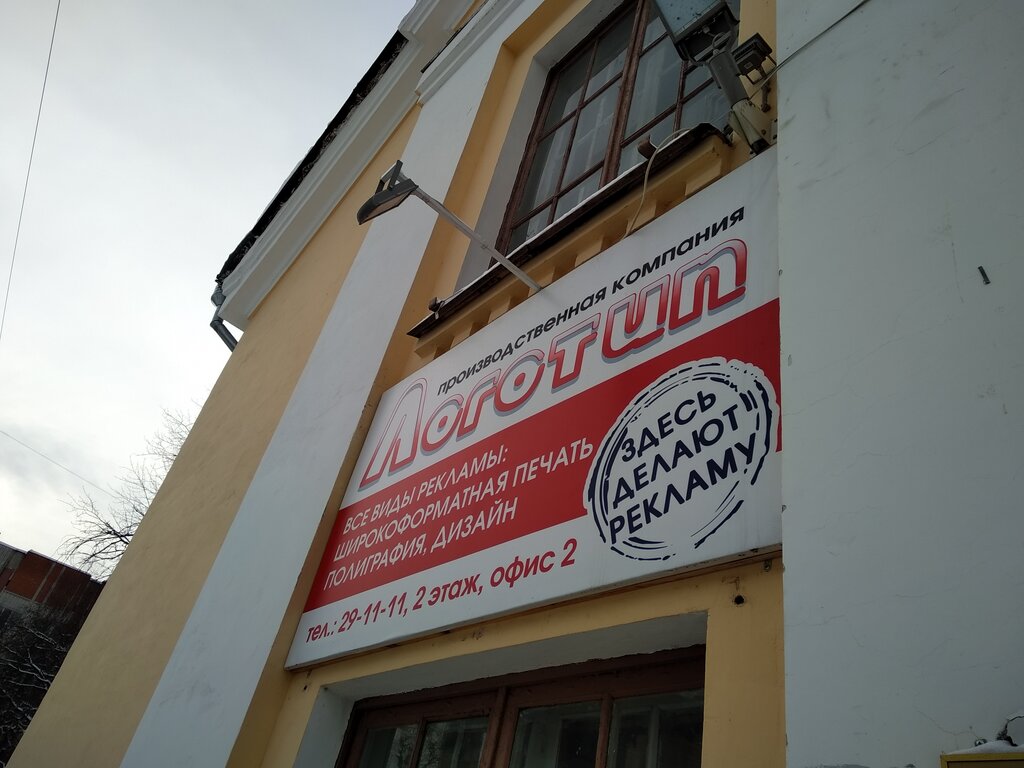 производственная компания
Логотип
ВСЕ ВИДЫ РЕКЛАМЫ:
ШИРОКОФОРМАТНАЯ ПЕЧАТЬ
ПОЛИГРАФИЯ, ДИЗАЙН
тел.: 29-11-11, 2 этаж, офис 2
ЗДЕСЬ
ДЕЛАЮТ
РЕКЛАМУ